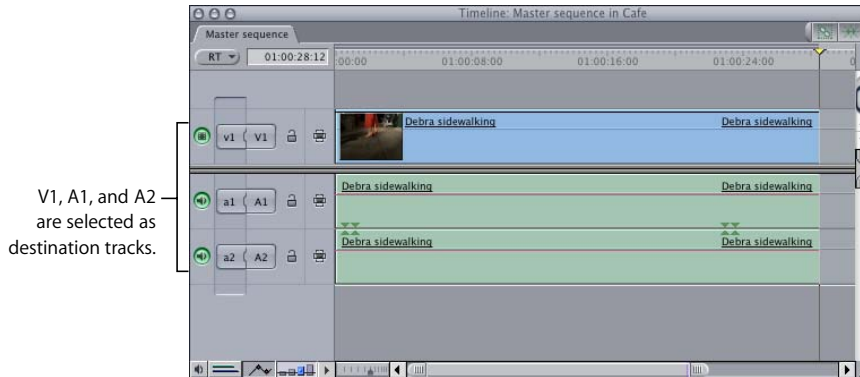 Timeline: Master sequence in Cafe
Master sequence
RT
01:00:28:12
:00:00
01:00:08:00
01:00:16:00
01:00:24:00
0
Debra sidewalking
Debra sidewalking
v1
V1
V1, A1, and A2
are selected as
destination tracks.
Debra sidewalking
Debra sidewalking
a1
A1
Debra sidewalking
Debra sidewalking
a2
A2